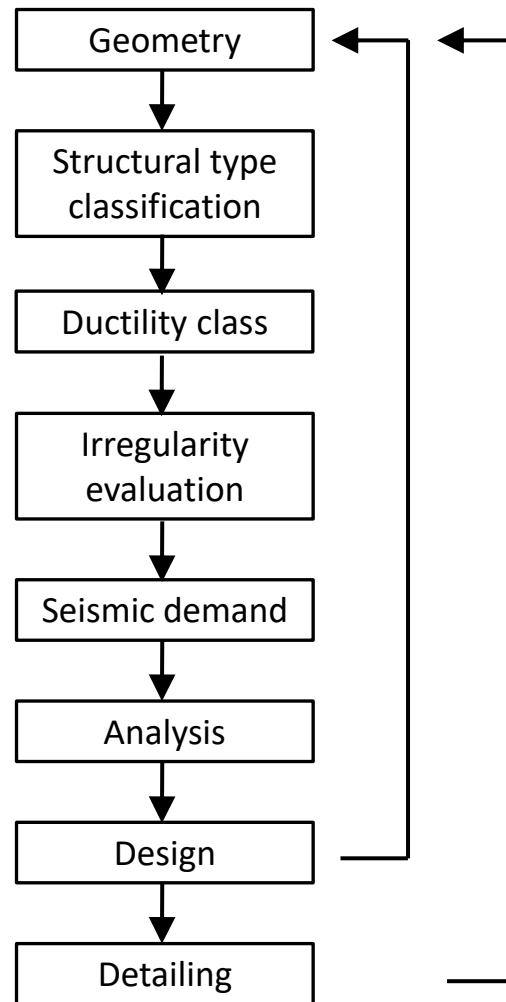 Geometry
Structural type
classification
Ductility class
Irregularity
evaluation
Seismic demand
Analysis
Design
Detailing